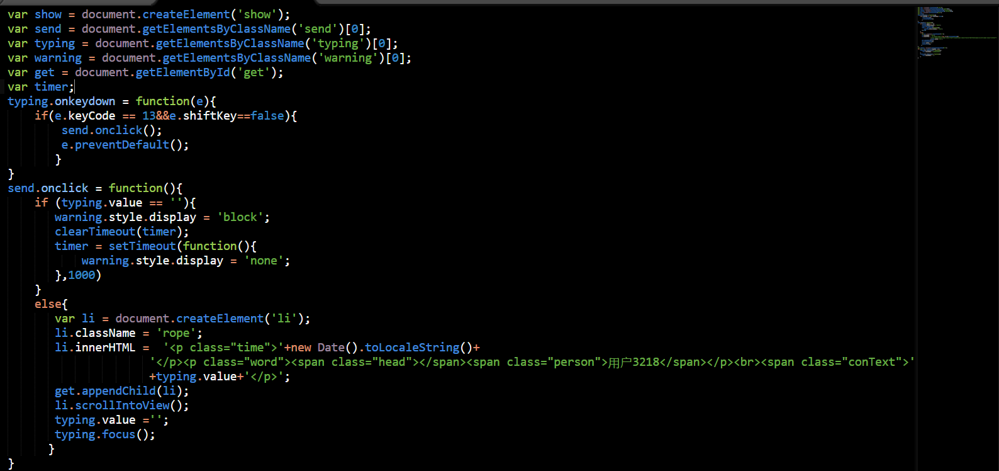 var show = document.createElement('show');
var send = document.getElementsByClassName('send')[0];
var typing = document.getElementsByClassName('typing')[0];
var warning = document.getElementsByClassName('warning')[0];
var get = document.getElementById('get');
var timer;
typing.onkeydown = function(e){
    if(e.keyCode == 13&&e.shiftKey==false){
        send.onclick();
        e.preventDefault();
       }
}
send.onclick = function(){
    if (typing.value == ''){
       warning.style.display = 'block';
       clearTimeout(timer);
       timer = setTimeout(function(){
           warning.style.display = 'none';
       },1000)
    }
    else{
       var li = document.createElement('li');
       li.className = 'rope';
       li.innerHTML =  '<p class="time">'+new Date().toLocaleString()+
                     '</p><p class="word"><span class="head"></span><span class="person">用户3218</span></p><br><span class="conText">'
                     +typing.value+'</p>';
       get.appendChild(li);
       li.scrollIntoView();
       typing.value ='';
       typing.focus();
      }
}